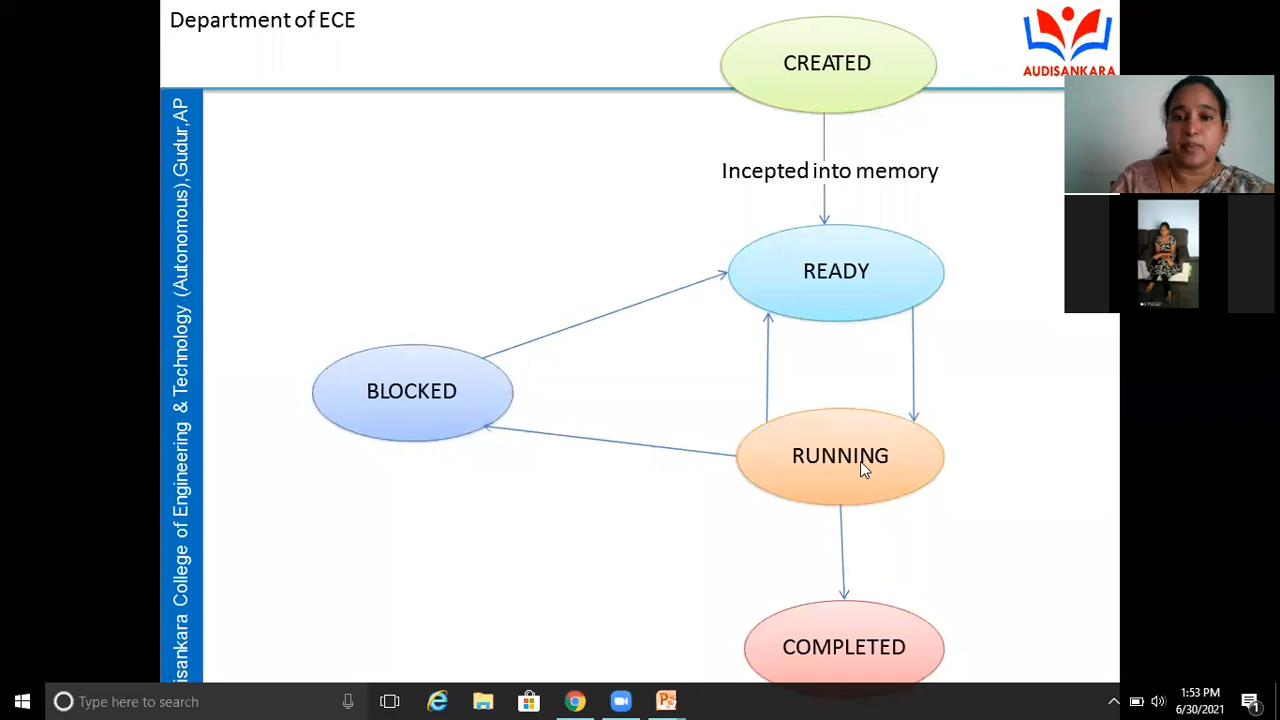 Department of ECE
CREATED
AUDISANKARA
isankara College of Engineering & Technology (Autonomous),Gudur,AP
Incepted into memory
READY
BLOCKED
RUNNING
COMPLETED
Type here to search
1:53 PM
6/30/2021
1